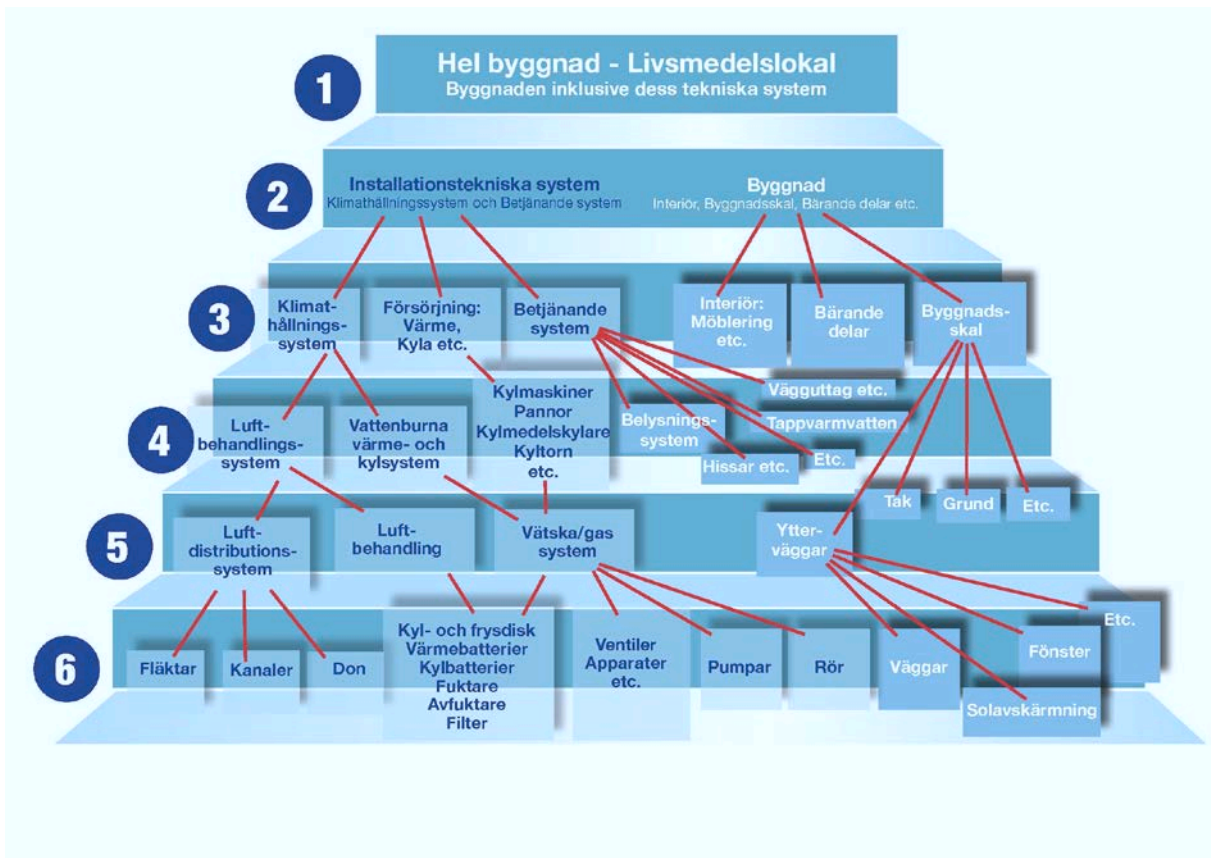 1
Hel byggnad - Livsmedelslokal
Byggnaden inklusive dess tekniska system
2
Installationstekniska system
Klimathållningssystem och Betjänande system
Byggnad
Interiör, Byggnadsskal, Bärande delar etc.
3
Klimat-
hållnings-
system
Försörjning:
Värme,
Kyla etc.
Betjänande
system
Interiör:
Möblering
etc.
Bärande
delar
Byggnads-
skal
4
Luft-
behandlings-
system
Vattenburna
värme- och
kylsystem
Kylmaskiner
Pannor
Kylmedelskylare
Kyltorn
etc.
Belysnings-
system
Vägguttag etc.
Tappvarmvatten
Hissar etc.
Etc.
Tak
Grund
Etc.
5
Luft-
distributions-
system
Luft-
behandling
Vätska/gas
system
Ytter-
väggar
6
Fläktar
Kanaler
Don
Kyl- och frysdisk
Värmebatterier
Kylbatterier
Fuktare
Avfuktare
Filter
Ventiler
Apparater
etc.
Pumpar
Rör
Väggar
Solavskärmning
Fönster
Etc.